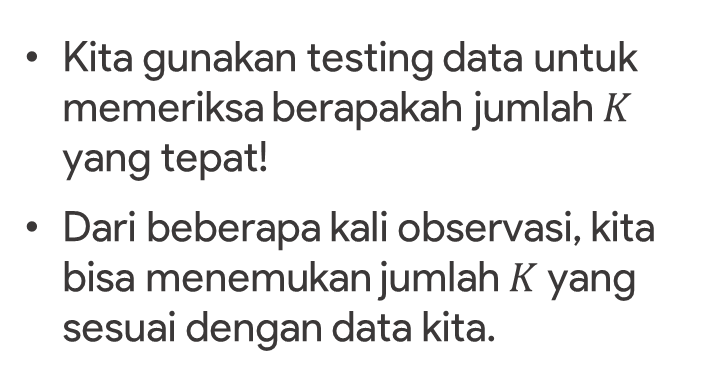 • Kita gunakan testing data untuk
memeriksa berapakah jumlah K
yang tepat!
• Dari beberapa kali observasi, kita
bisa menemukan jumlah K yang
sesuai dengan data kita.